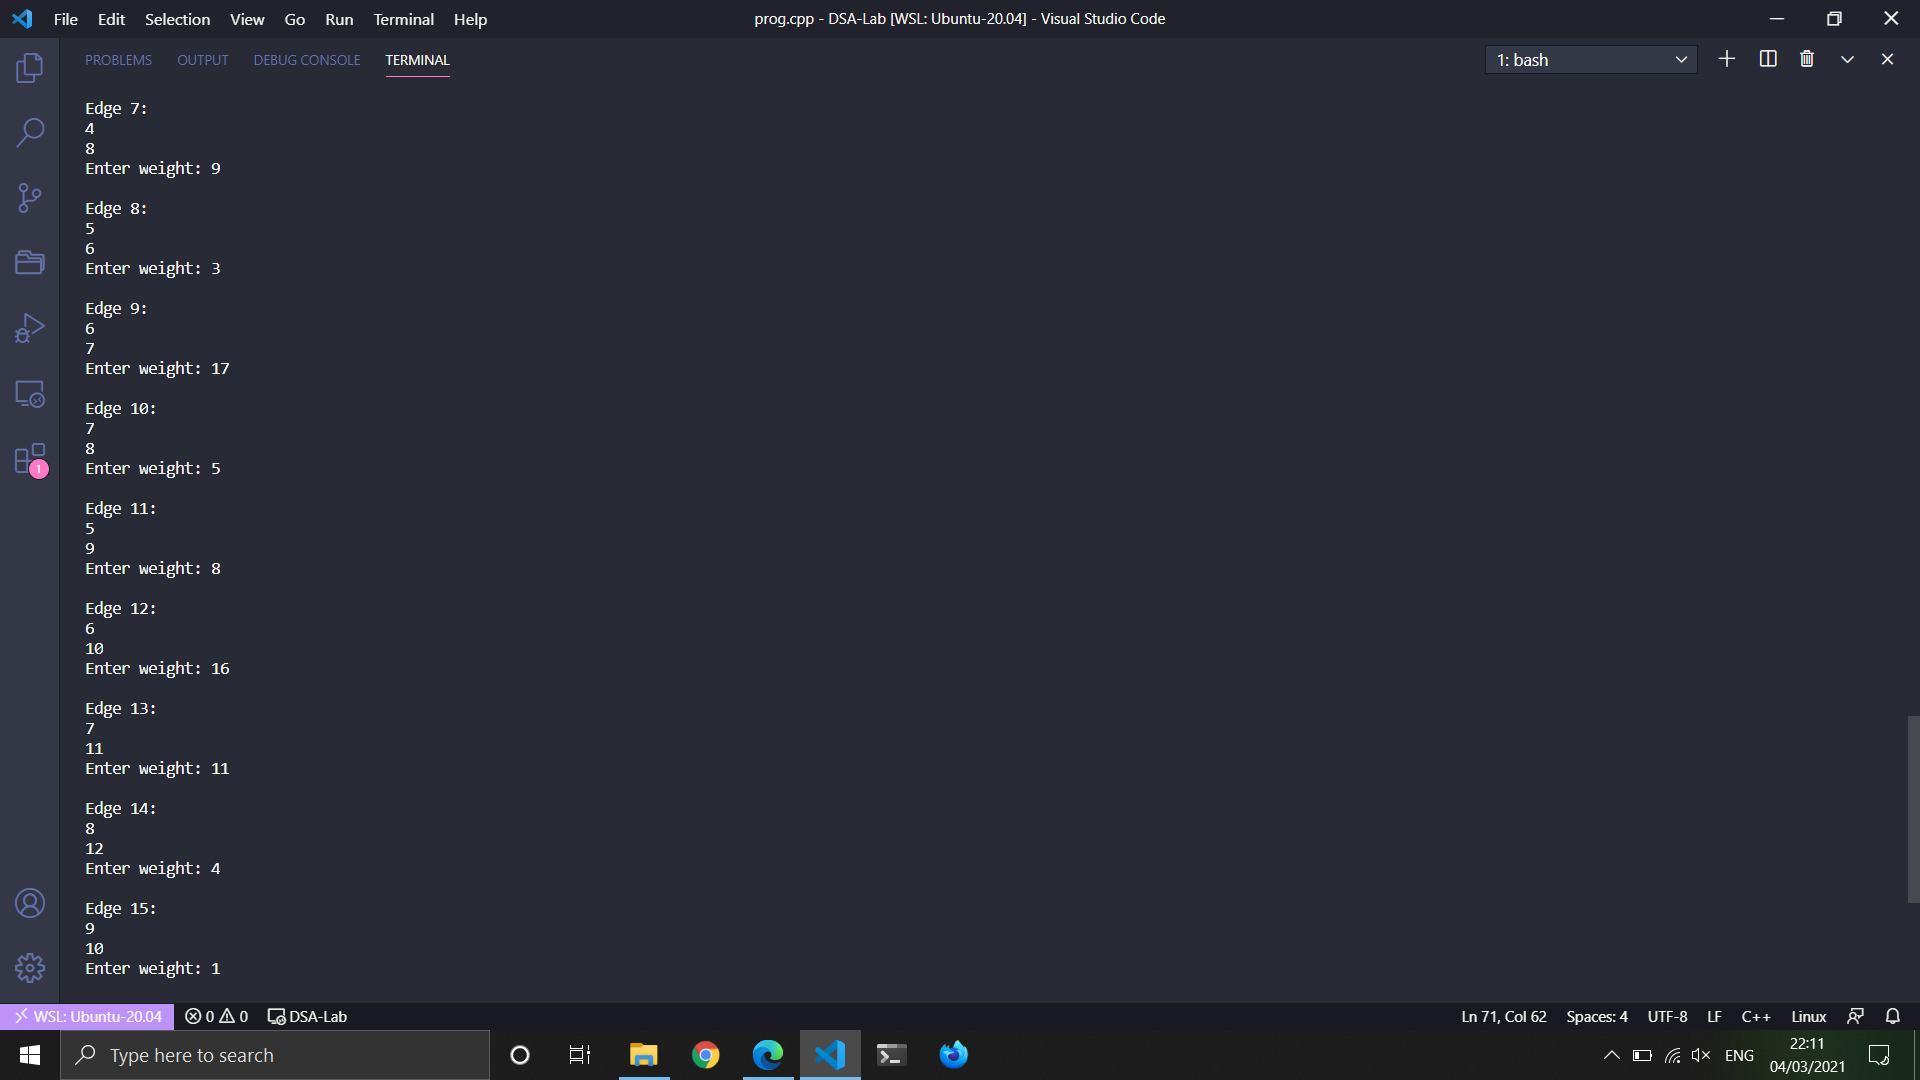 File Edit Selection View Go Run Terminal Help
prog.cpp - DSA-Lab [WSL: Ubuntu-20.04] - Visual Studio Code
PROBLEMS OUTPUT DEBUG CONSOLE TERMINAL
1: bash
Edge 7:
4
8
Enter weight: 9
Edge 8:
5
6
Enter weight: 3
Edge 9:
6
7
Enter weight: 17
Edge 10:
7
8
Enter weight: 5
Edge 11:
5
9
Enter weight: 8
Edge 12:
6
10
Enter weight: 16
Edge 13:
7
11
Enter weight: 11
Edge 14:
8
12
Enter weight: 4
Edge 15:
9
10
Enter weight: 1
1
WSL: Ubuntu-20.04 0 0 DSA-Lab
Ln 71, Col 62 Spaces: 4 UTF-8 LF C++ Linux
Type here to search
ENG
22:11
04/03/2021